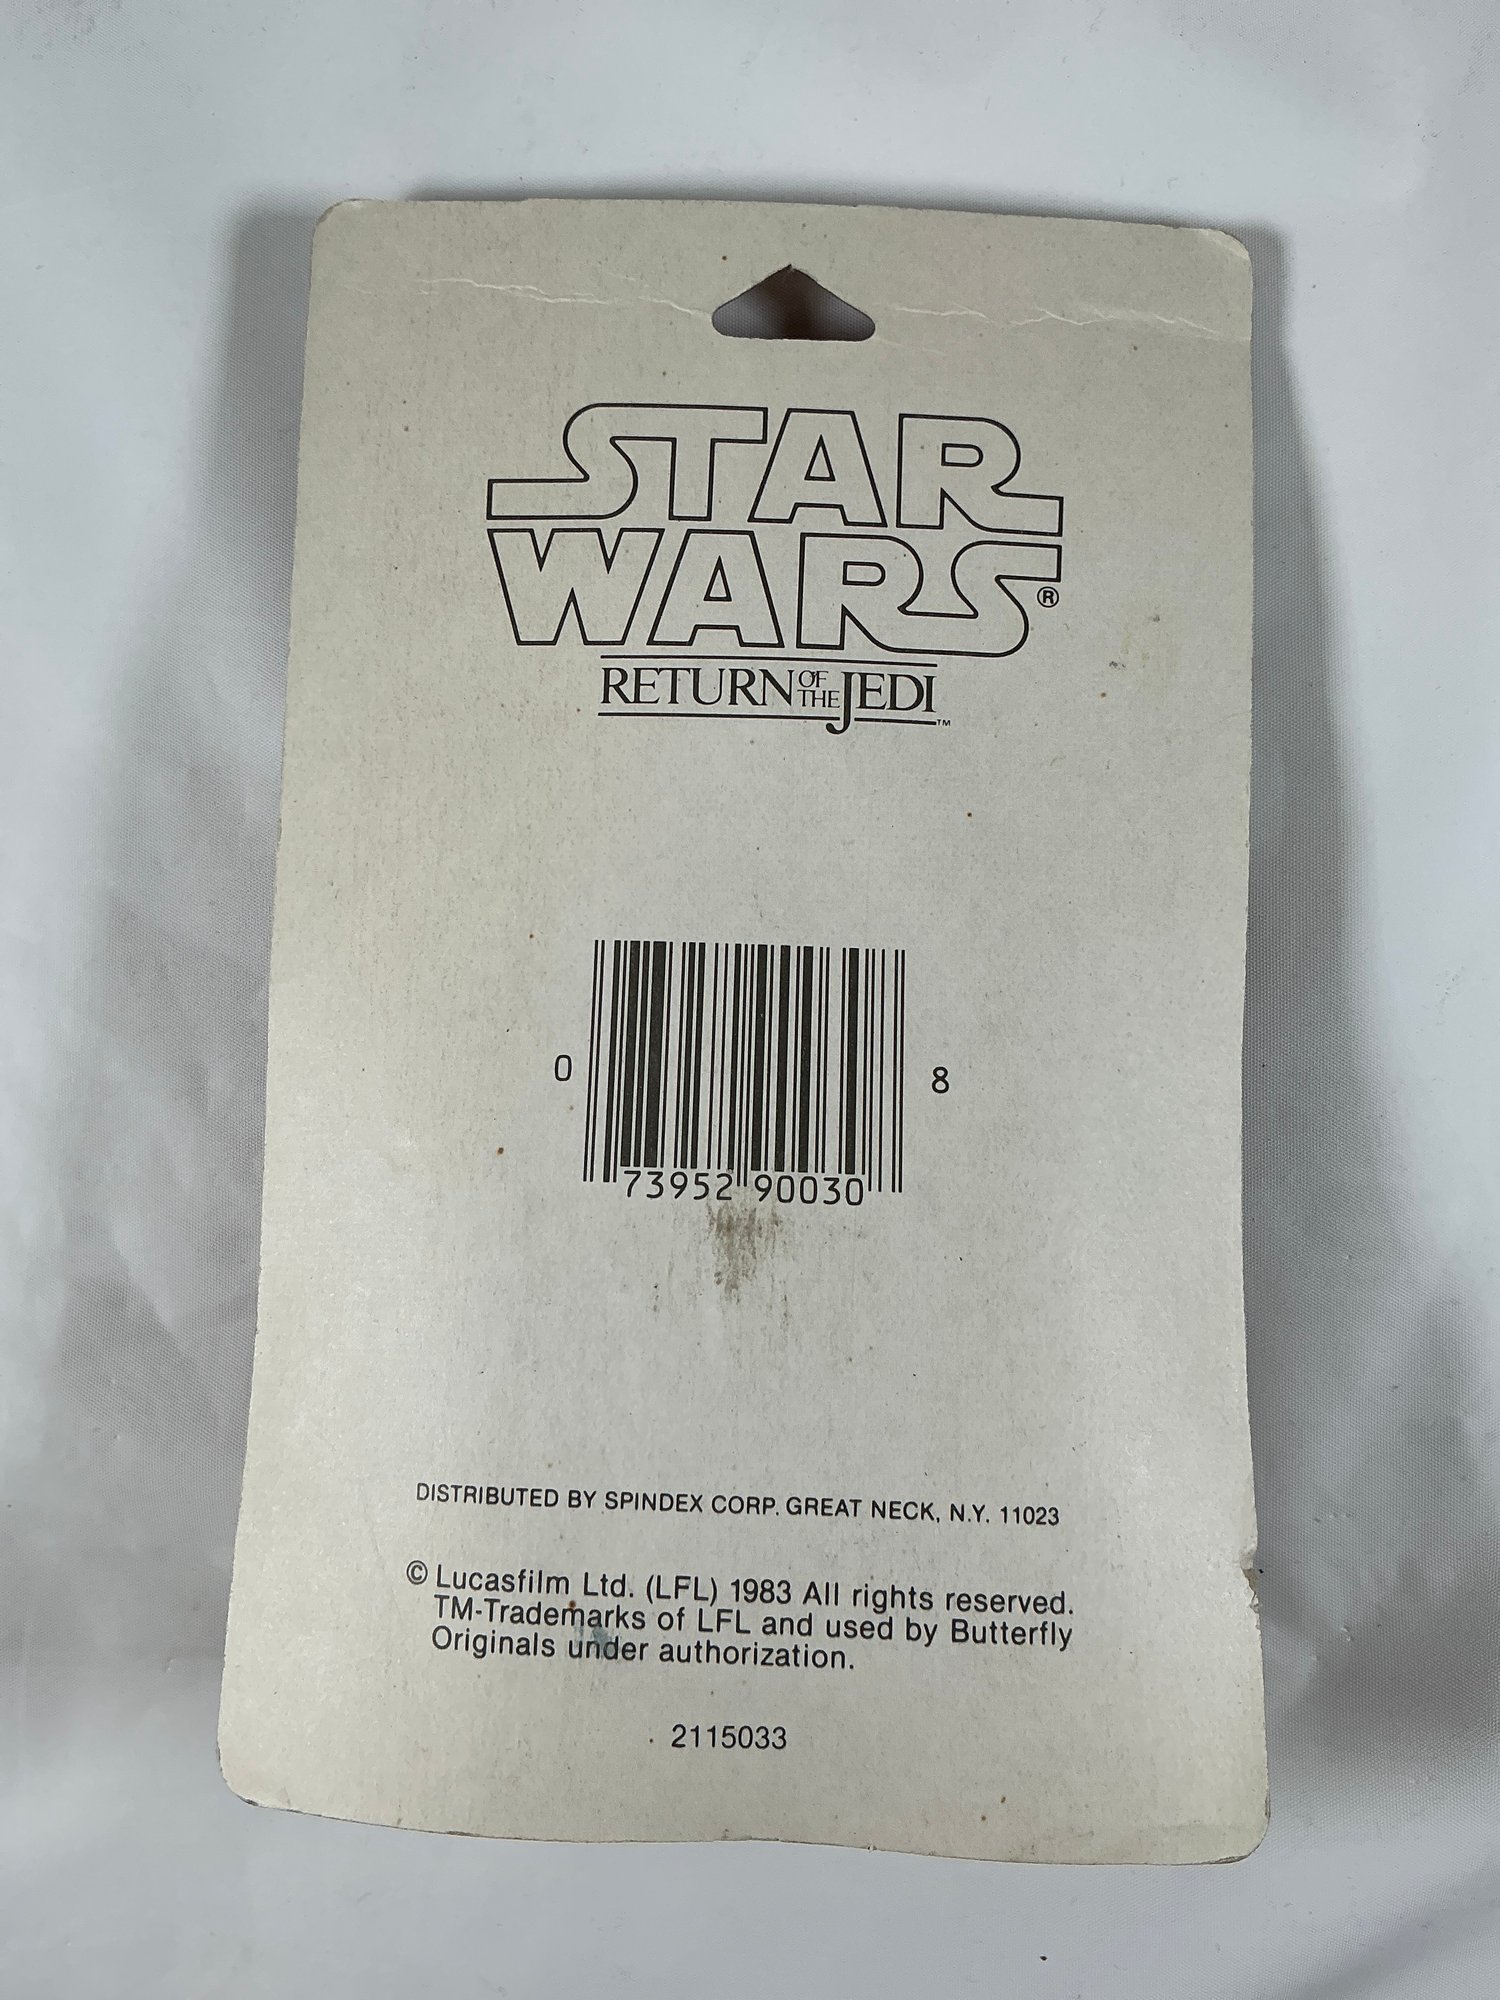 STAR
WARS®
RETURN OF THE JEDI™
0 73952 90030 8
DISTRIBUTED BY SPINDEX CORP. GREAT NECK, N.Y. 11023
© Lucasfilm Ltd. (LFL) 1983 All rights reserved.
TM-Trademarks of LFL and used by Butterfly
Originals under authorization.
2115033